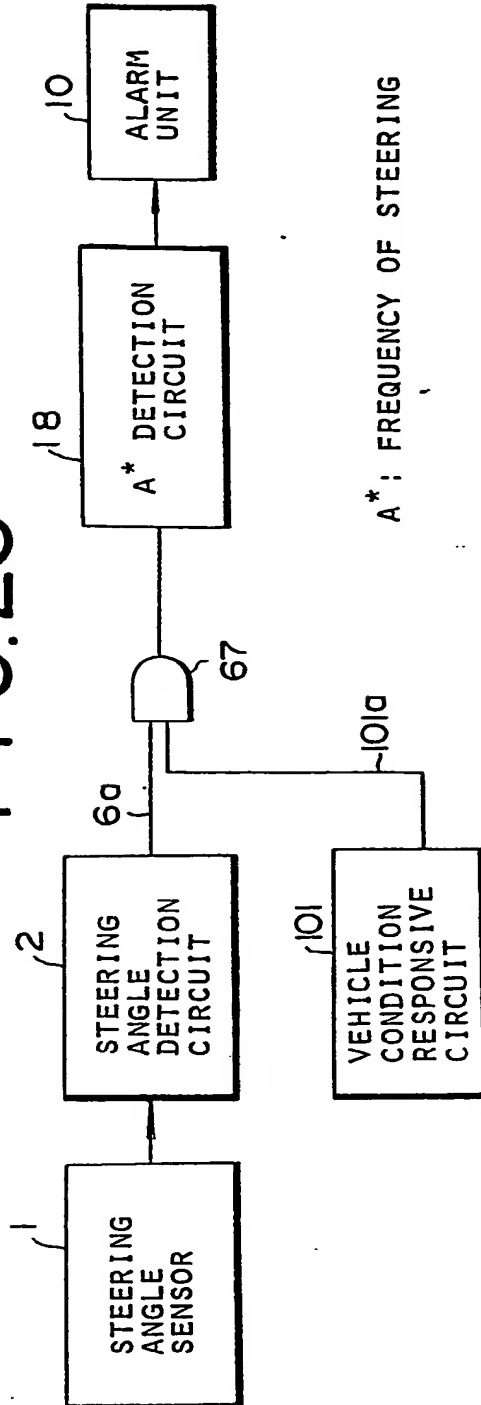 1
STEERING
ANGLE
SENSOR
2
STEERING
ANGLE
DETECTION
CIRCUIT
6a
101
VEHICLE
CONDITION
RESPONSIVE
CIRCUIT
101a
67
18
A* DETECTION
CIRCUIT
10
ALARM
UNIT
A* : FREQUENCY OF STEERING